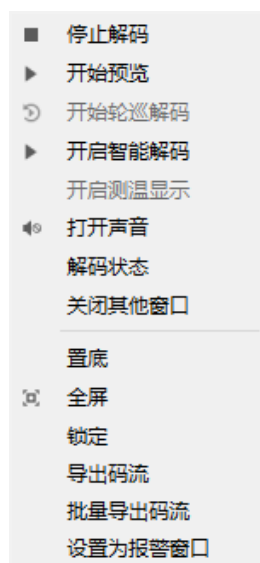 停止解码
开始预览
开始轮巡解码
开启智能解码
开启测温显示
打开声音
解码状态
关闭其他窗口
置底
全屏
锁定
导出码流
批量导出码流
设置为报警窗口